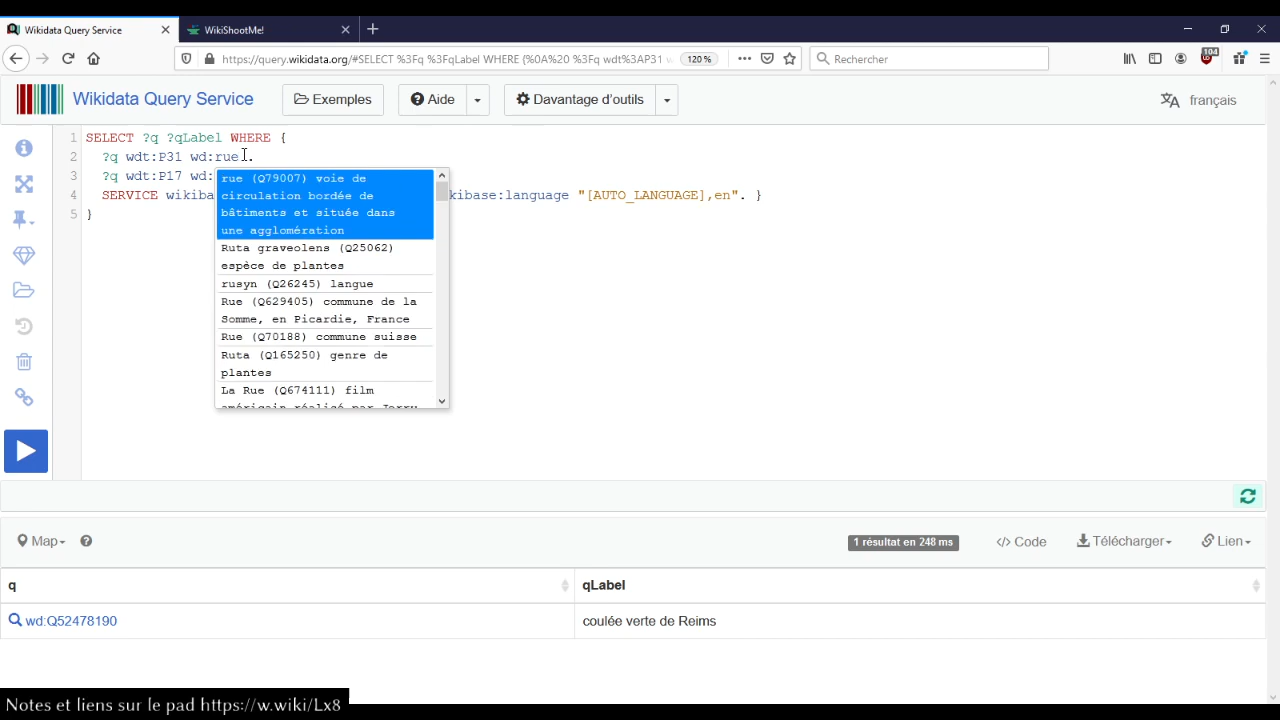 Wikidata Query Service
WikiShootMe!
https://query.wikidata.org/#SELECT %3Fq %3FqLabel WHERE {%0A%20 %3Fq wdt%3AP31
120 %
Rechercher
104
Wikidata Query Service
Exemples
Aide
Davantage d'outils
français
1 SELECT ?q ?qLabel WHERE {
2 ?q wdt:P31 wd:rue .
3 ?q wdt:P17 wd:
4 SERVICE wikiba kibase:language "[AUTO_LANGUAGE],en". }
5 }
rue (Q79007) voie de
circulation bordée de
bâtiments et située dans
une agglomération
Ruta graveolens (Q25062)
espèce de plantes
rusyn (Q26245) langue
Rue (Q629405) commune de la
Somme, en Picardie, France
Rue (Q70188) commune suisse
Ruta (Q165250) genre de
plantes
La Rue (Q674111) film
américain réalisé par Jerry
Map
1 résultat en 248 ms
</> Code
Télécharger
Lien
q
qLabel
wd:Q52478190
coulée verte de Reims
Notes et liens sur le pad https://w.wiki/Lx8